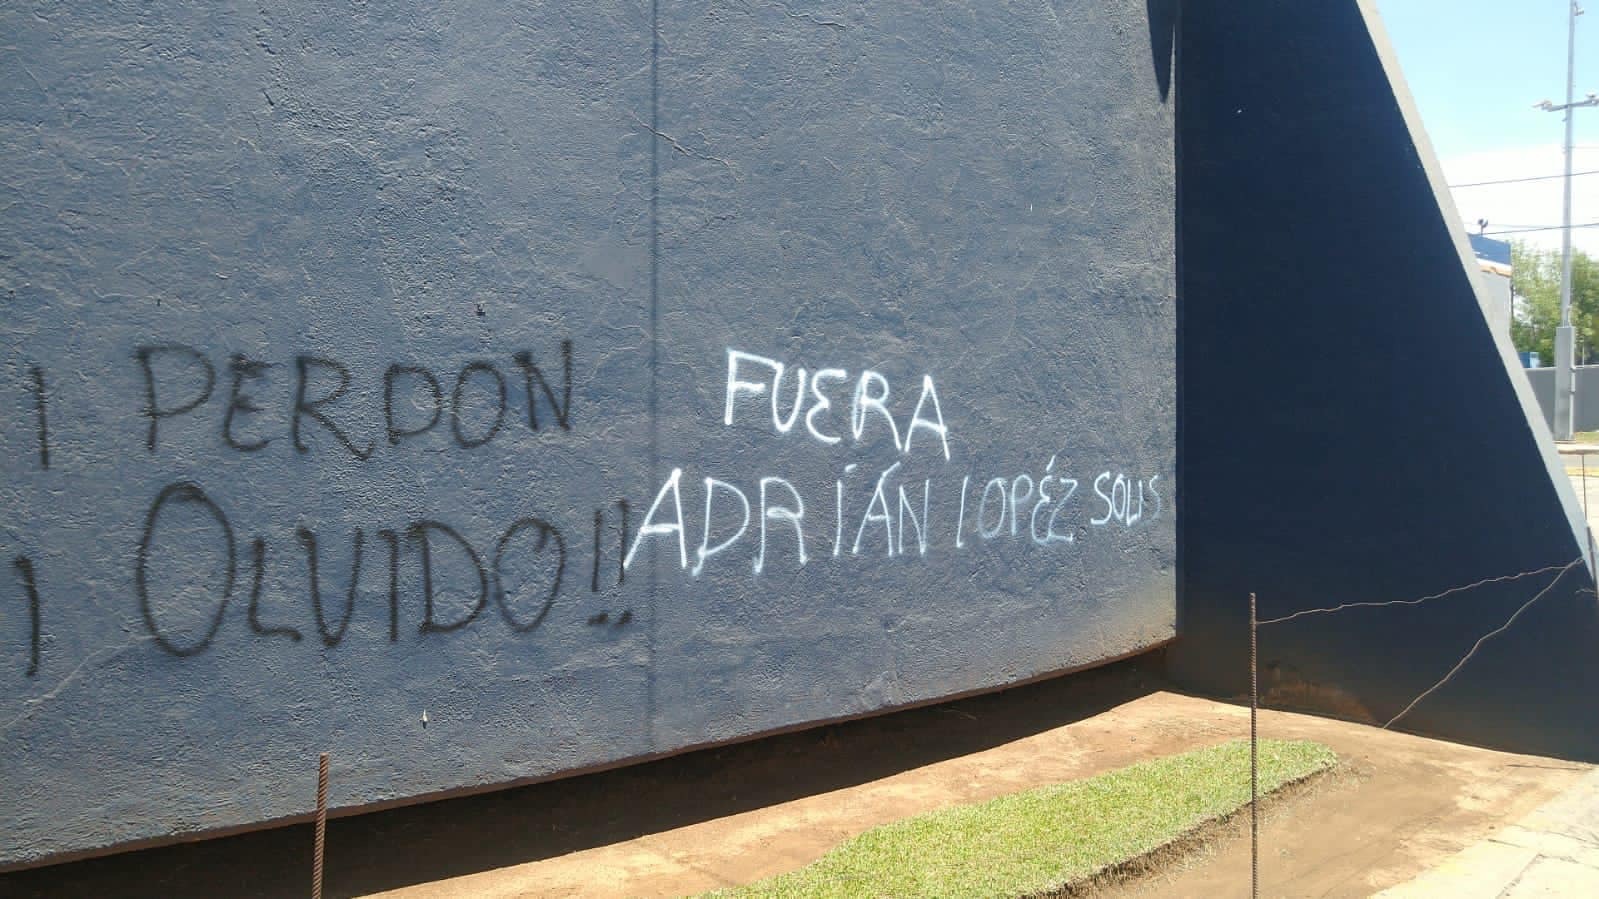 ¡ PERDON
¡ OLVIDO!!
FUERA
ADRIÁN LOPÉZ SOLIS